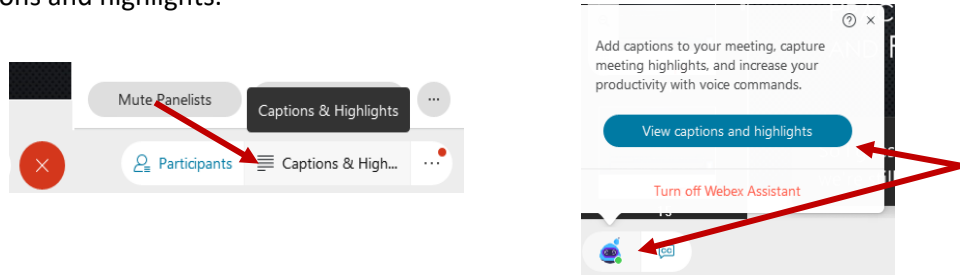 ons and highlights.
Mute Panelists
Captions & Highlights
Participants
Captions & High...
Add captions to your meeting, capture
meeting highlights, and increase your
productivity with voice commands.
View captions and highlights
Turn off Webex Assistant
CC